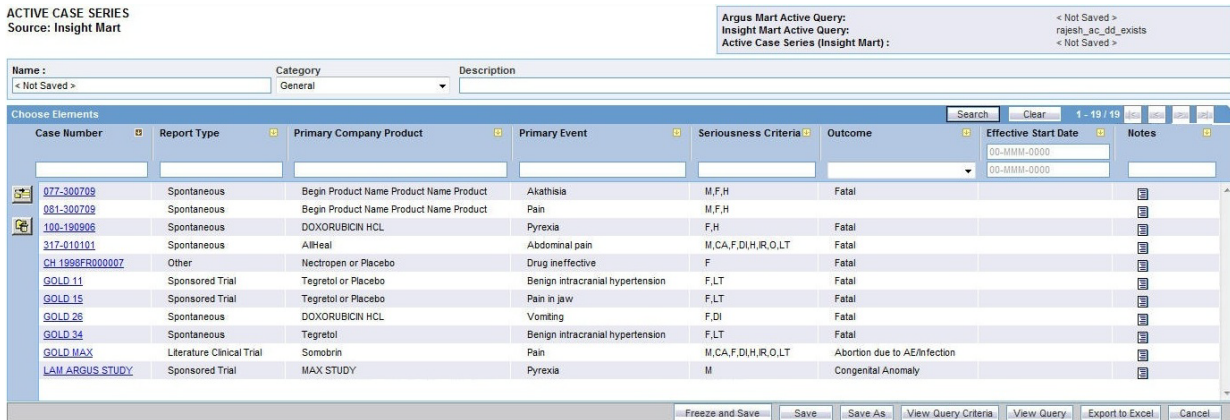 ACTIVE CASE SERIES
Source: Insight Mart
Argus Mart Active Query: < Not Saved >
Insight Mart Active Query: rajesh_ac_dd_exists
Active Case Series (Insight Mart) : < Not Saved >
Name : Category Description
< Not Saved > General
Choose Elements Search Clear 1 - 19 / 19
Case Number Report Type Primary Company Product Primary Event Seriousness Criteria Outcome Effective Start Date Notes
00-MMM-0000
00-MMM-0000
077-300709 Spontaneous Begin Product Name Product Name Product Akathisia M,F,H Fatal
081-300709 Spontaneous Begin Product Name Product Name Product Pain M,F,H
100-190906 Spontaneous DOXORUBICIN HCL Pyrexia F,H Fatal
317-010101 Spontaneous AllHeal Abdominal pain M,CA,F,DI,H,IR,O,LT Fatal
CH 1998FR000007 Other Nectropen or Placebo Drug ineffective F Fatal
GOLD 11 Sponsored Trial Tegretol or Placebo Benign intracranial hypertension F,LT Fatal
GOLD 15 Sponsored Trial Tegretol or Placebo Pain in jaw F,LT Fatal
GOLD 26 Spontaneous DOXORUBICIN HCL Vomiting F,DI Fatal
GOLD 34 Spontaneous Tegretol Benign intracranial hypertension F,LT Fatal
GOLD MAX Literature Clinical Trial Somobrin Pain M,CA,F,DI,H,IR,O,LT Abortion due to AE/Infection
LAM ARGUS STUDY Sponsored Trial MAX STUDY Pyrexia M Congenital Anomaly
Freeze and Save Save Save As View Query Criteria View Query Export to Excel Cancel